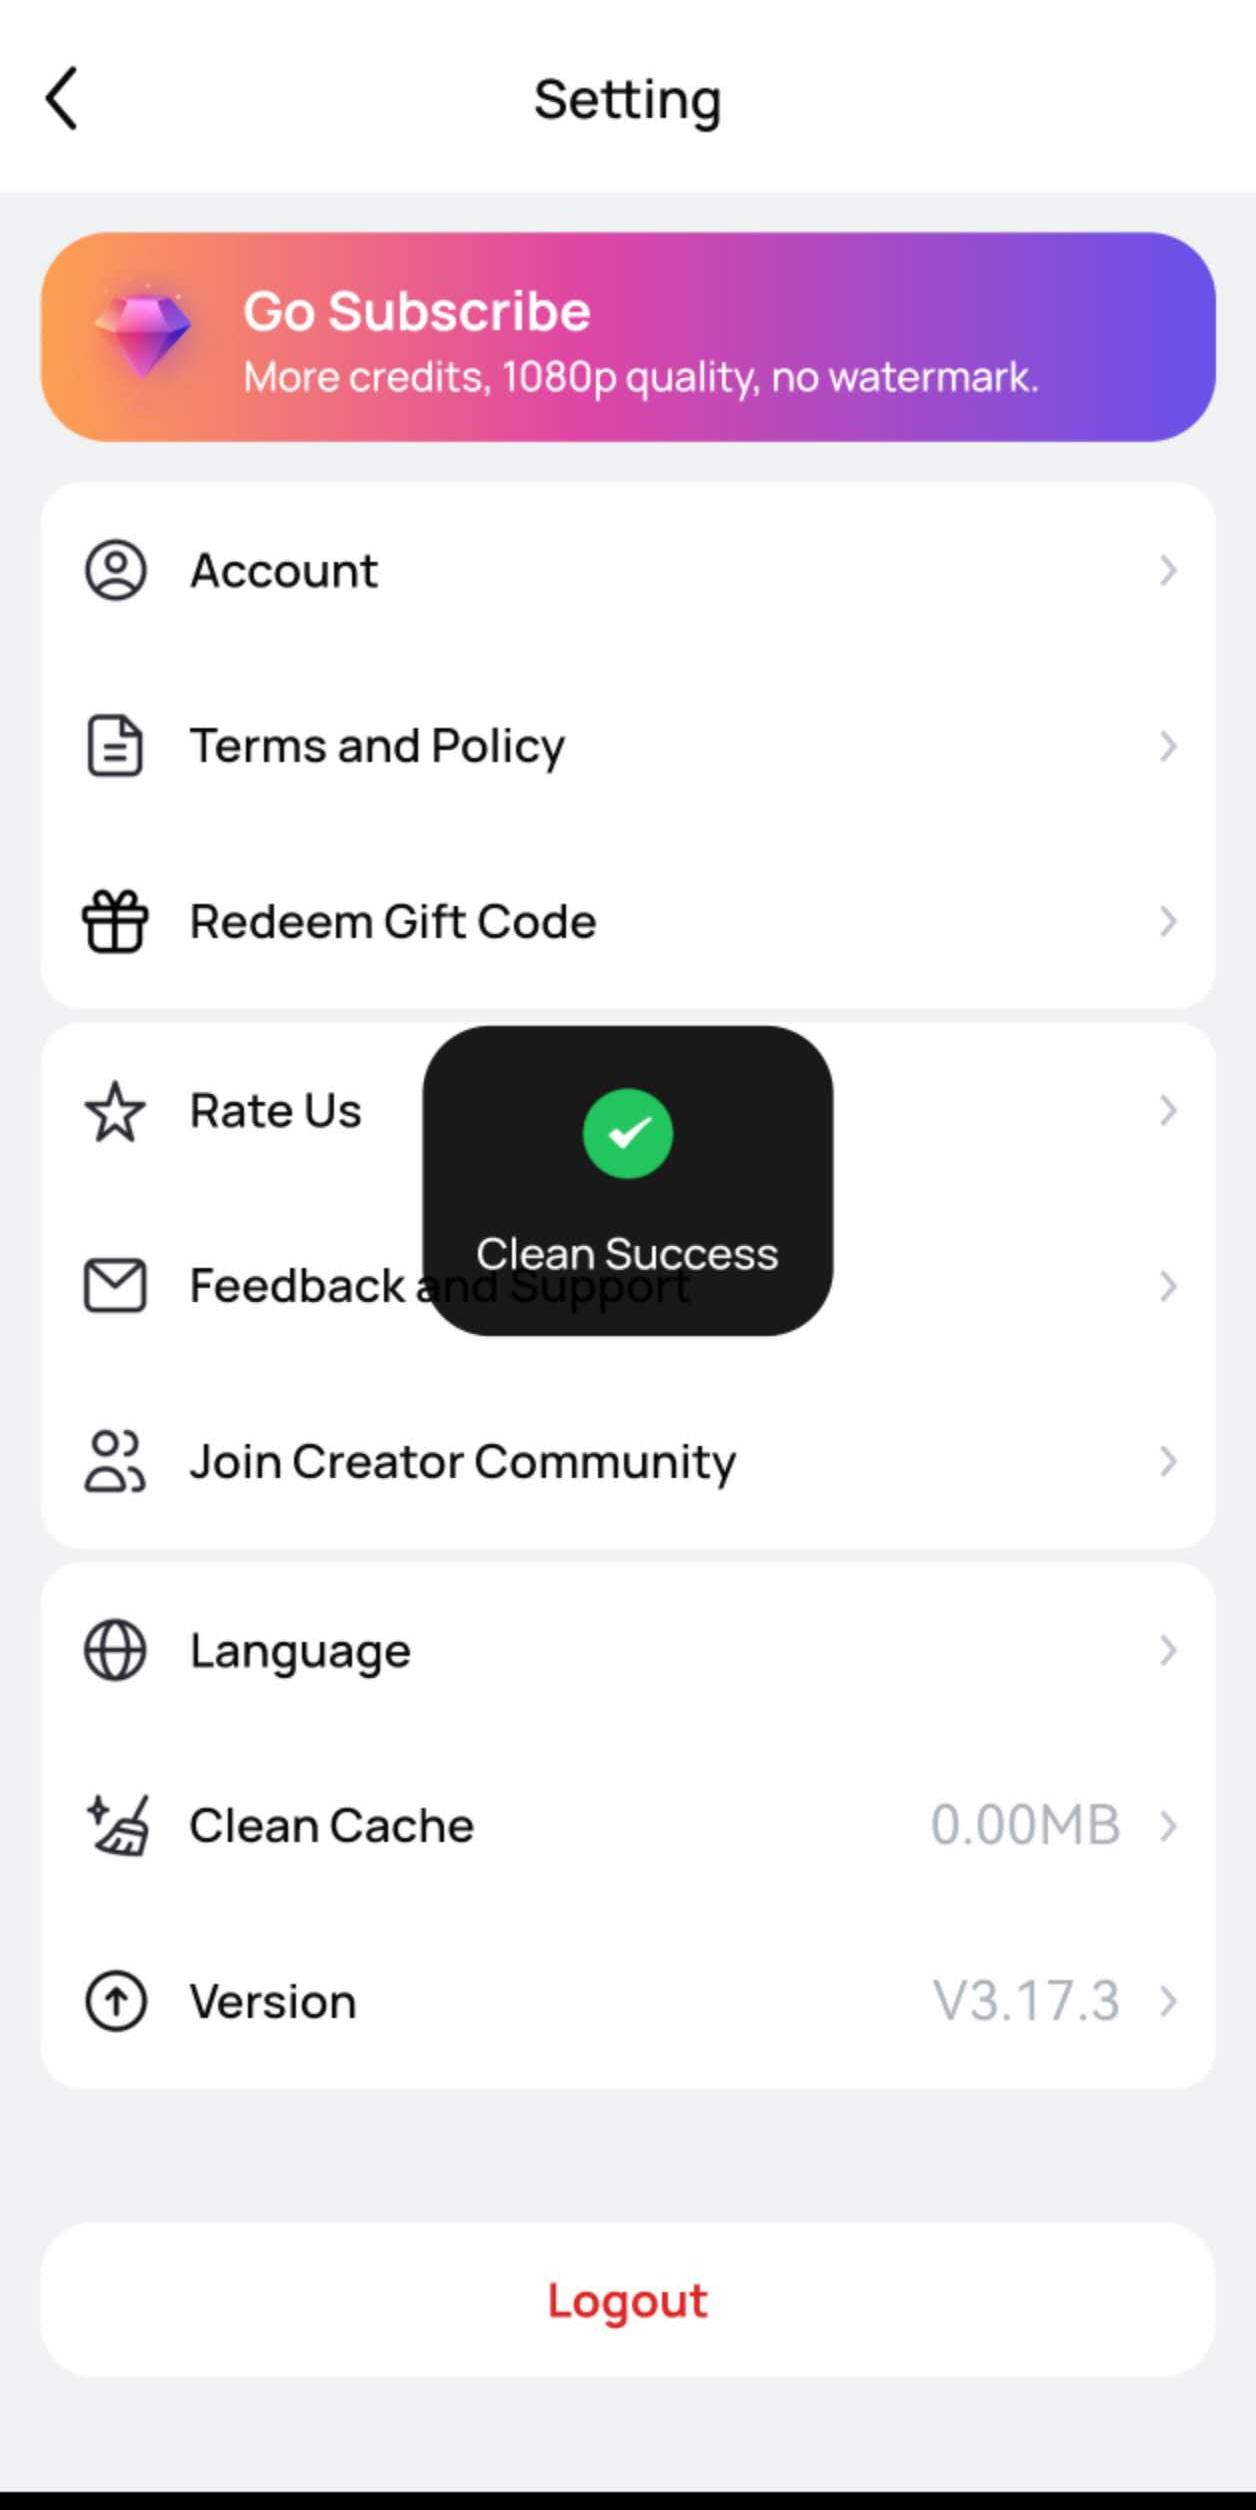 Setting
Go Subscribe
More credits, 1080p quality, no watermark.
Account
Terms and Policy
Redeem Gift Code
Rate Us
Clean Success
Feedback and Support
Join Creator Community
Language
Clean Cache 0.00MB
Version V3.17.3
Logout